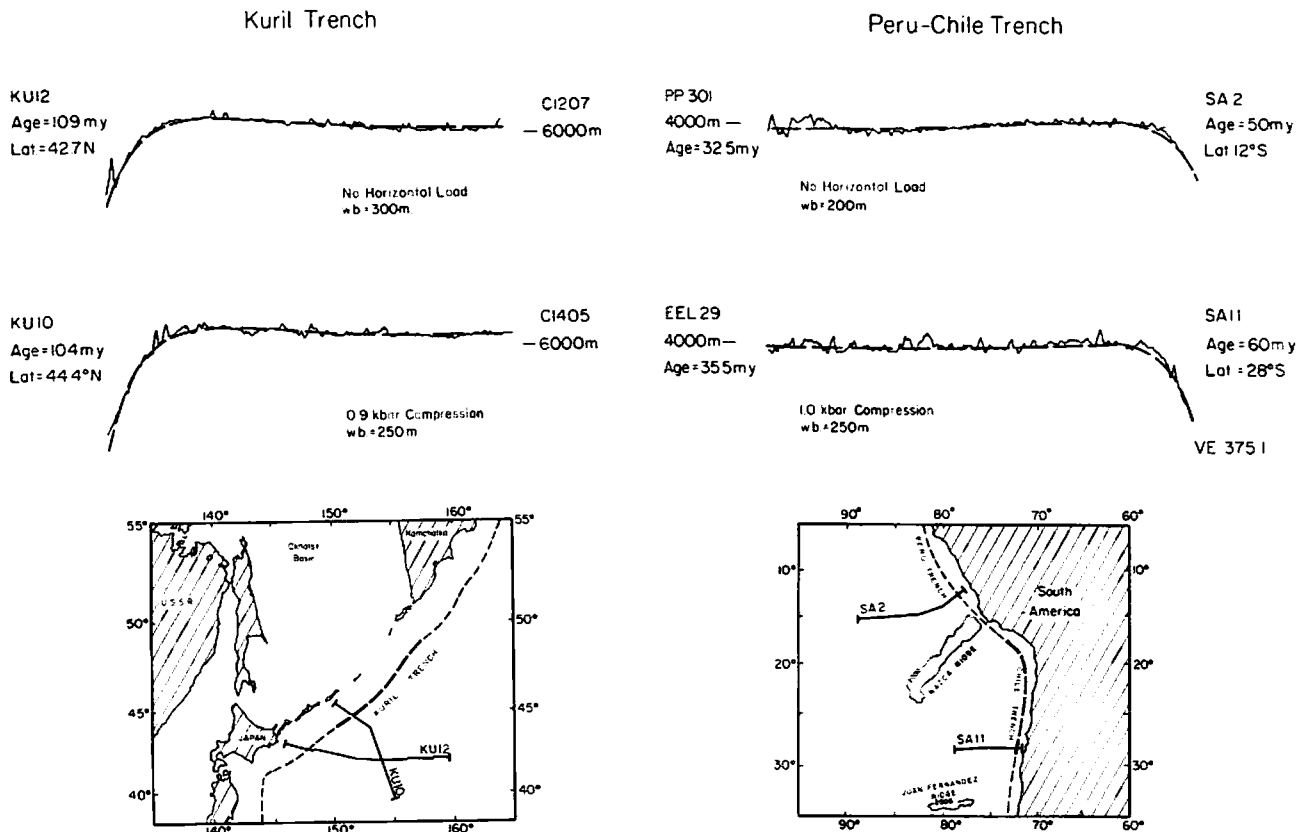 Kuril Trench
Peru-Chile Trench
KU12
Age=109 my
Lat=42.7N
C1207
—6000m
No Horizontal Load
wb=300m
PP 301
4000m—
Age=32.5my
SA 2
Age=50my
Lat 12°S
No Horizontal Load
wb=200m
KU10
Age=104my
Lat=44.4°N
C1405
—6000m
0.9 kbar Compression
wb=250m
EEL 29
4000m—
Age=35.5my
SA11
Age=60my
Lat=28°S
1.0 kbar Compression
wb=250m
VE 375:1
140° 150° 160°
55° 55°
Okhotsk
Basin
Kamchatka
U.S.S.R.
50° 50°
KURIL TRENCH
45° 45°
JAPAN
KU12
KU10
40° 40°
140° 150° 160°
90° 80° 70° 60°
10° 10°
PERU TRENCH
South
America
SA2
NAZCA RIDGE
20° 20°
CHILE TRENCH
SA11
30° 30°
JUAN FERNANDEZ
RIDGE
90° 80° 70° 60°